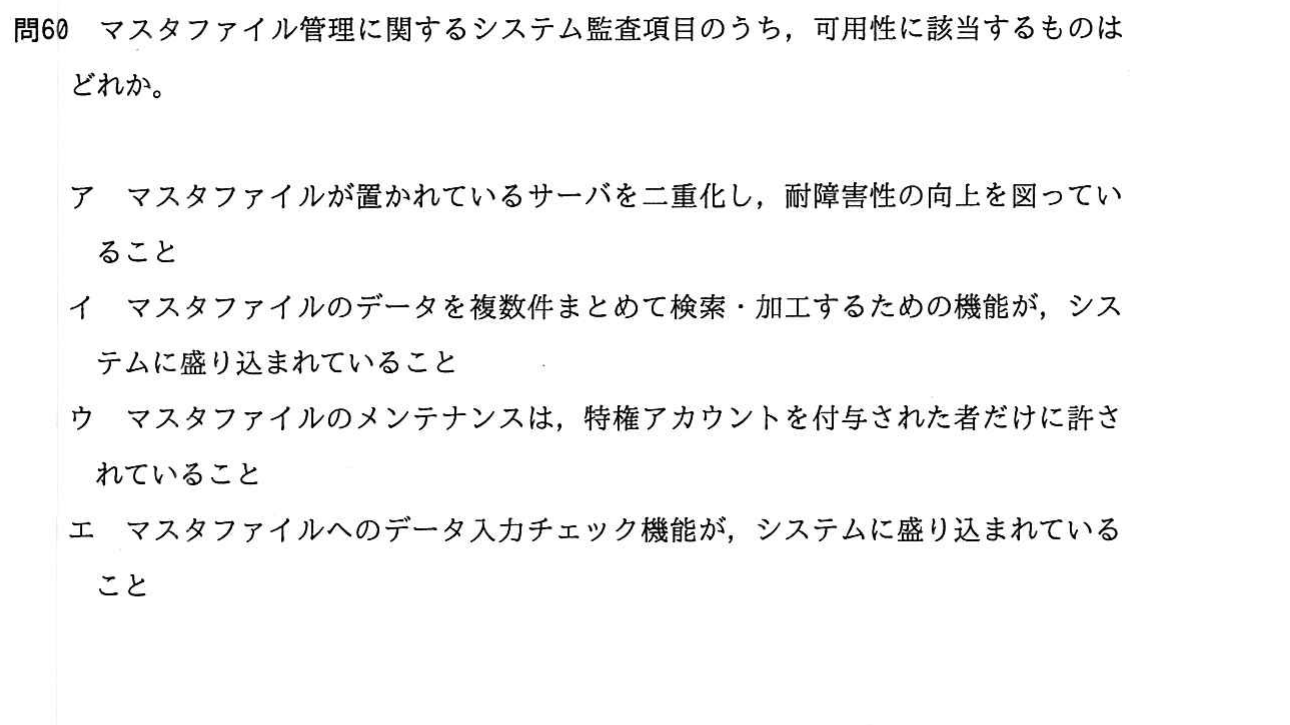 問60 マスタファイル管理に関するシステム監査項目のうち，可用性に該当するものは
どれか。
ア マスタファイルが置かれているサーバを二重化し，耐障害性の向上を図ってい
ること
イ マスタファイルのデータを複数件まとめて検索・加工するための機能が，シス
テムに盛り込まれていること
ウ マスタファイルのメンテナンスは，特権アカウントを付与された者だけに許さ
れていること
エ マスタファイルへのデータ入力チェック機能が，システムに盛り込まれている
こと